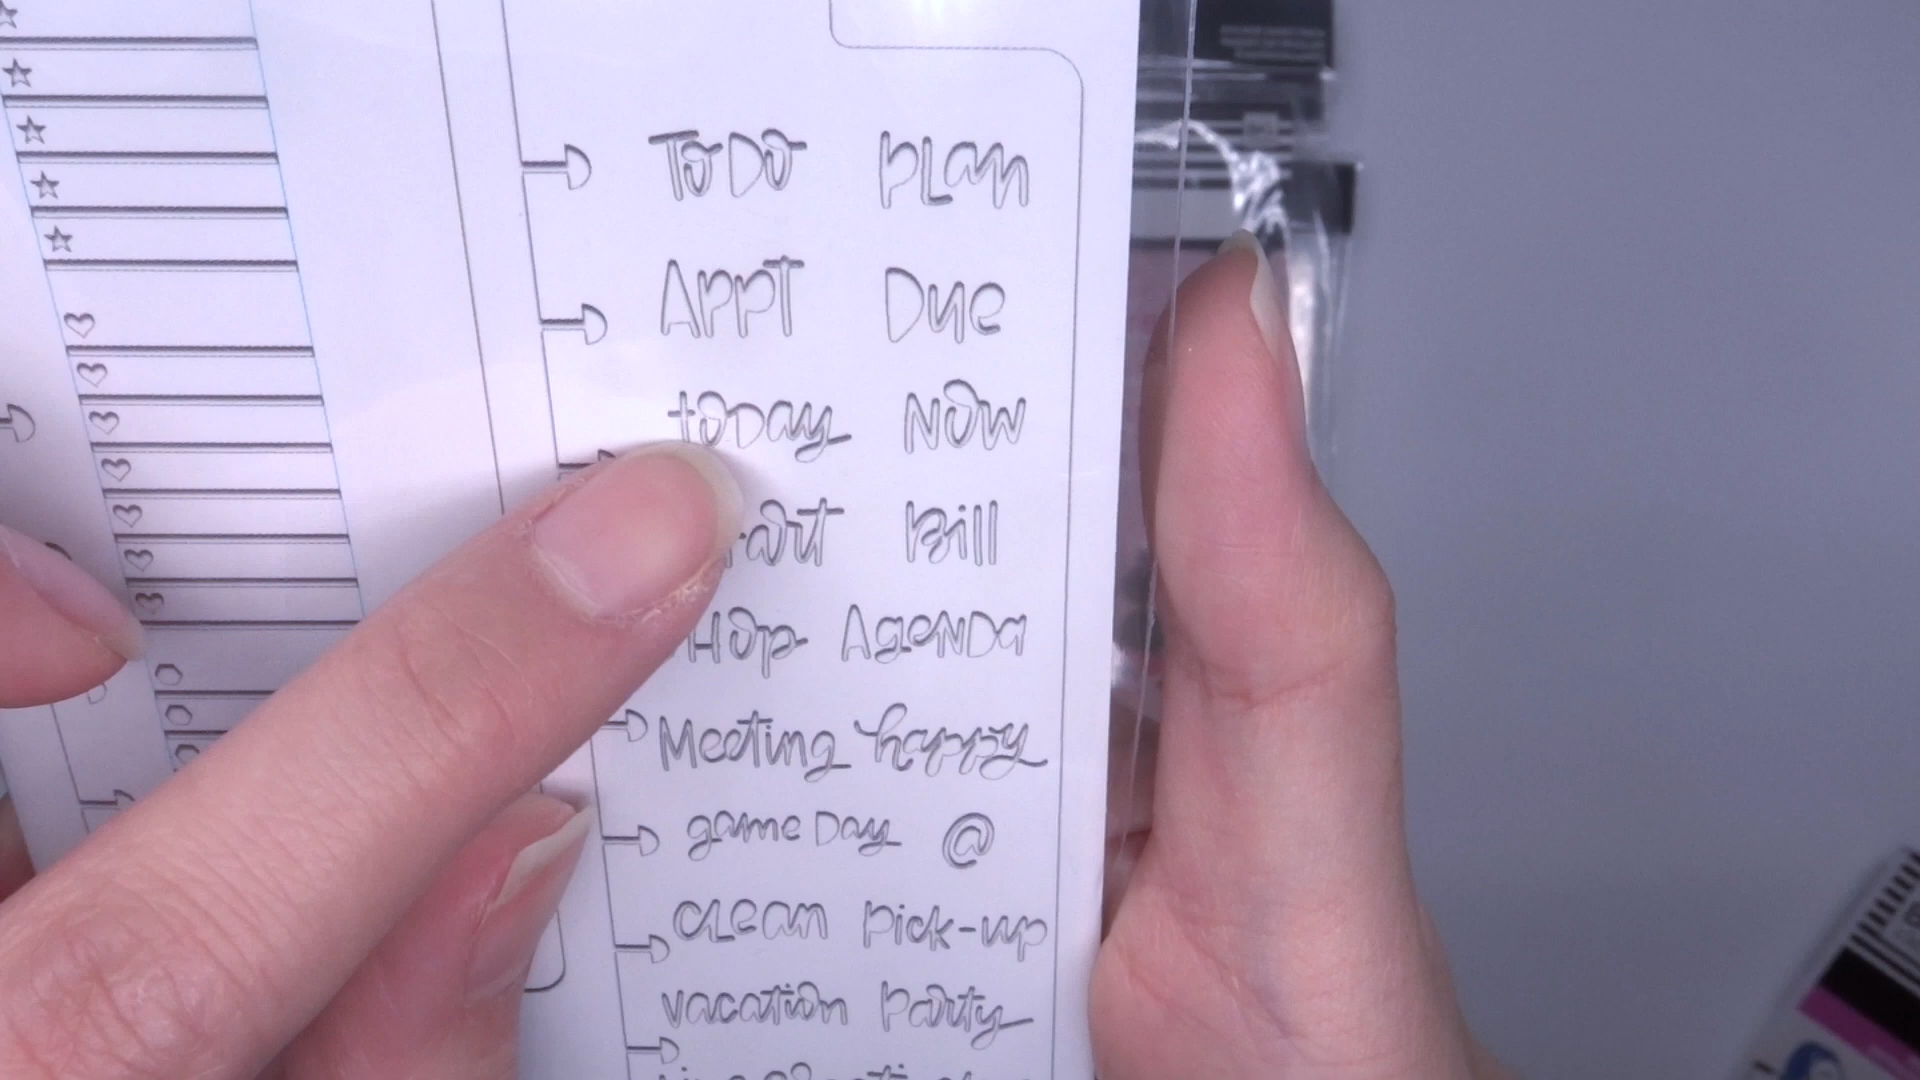 ToDo Plan
Appt Due
today Now
Bill
Agenda
Meeting happy
game Day @
Clean Pick-up
Vacation Party